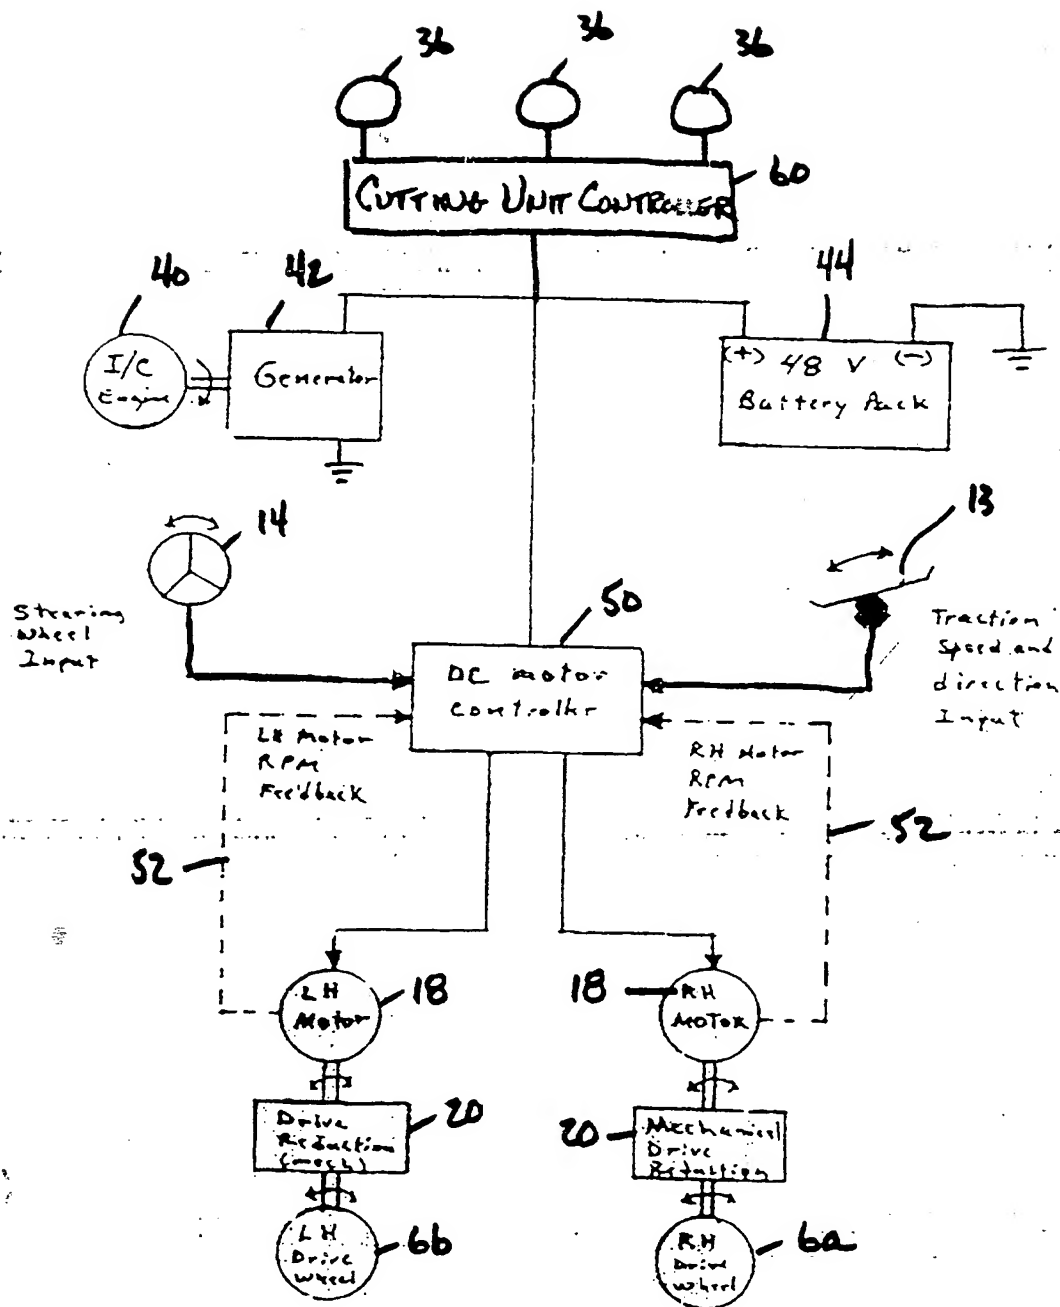 36
36
36
CUTTING UNIT CONTROLLER
60
40
42
44
I/C
Engine
Generator
(+) 48 V (-)
Battery Pack
14
13
50
Steering
Wheel
Input
Traction
Speed and
direction
Input
DC motor
controller
LH Motor
RPM
Feedback
RH Motor
RPM
Feedback
52
52
LH
Motor
18
18
RH
MOTOR
Drive
Reduction
(mech)
20
20
Mechanical
Drive
Reduction
LH
Drive
Wheel
6b
RH
Drive
Wheel
6a